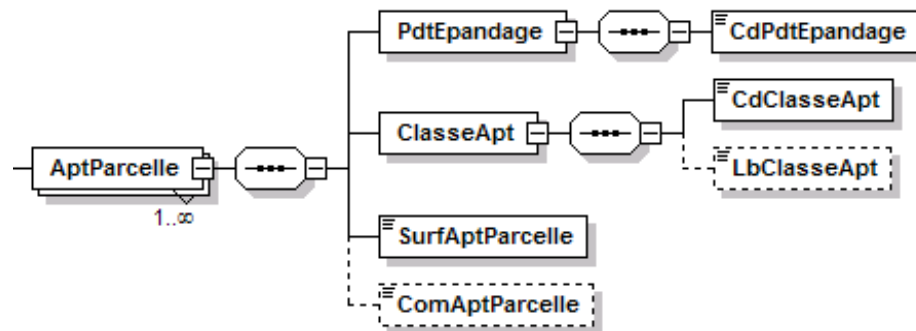 PdtEpandage
CdPdtEpandage
ClasseApt
CdClasseApt
LbClasseApt
AptParcelle
1..∞
SurfAptParcelle
ComAptParcelle